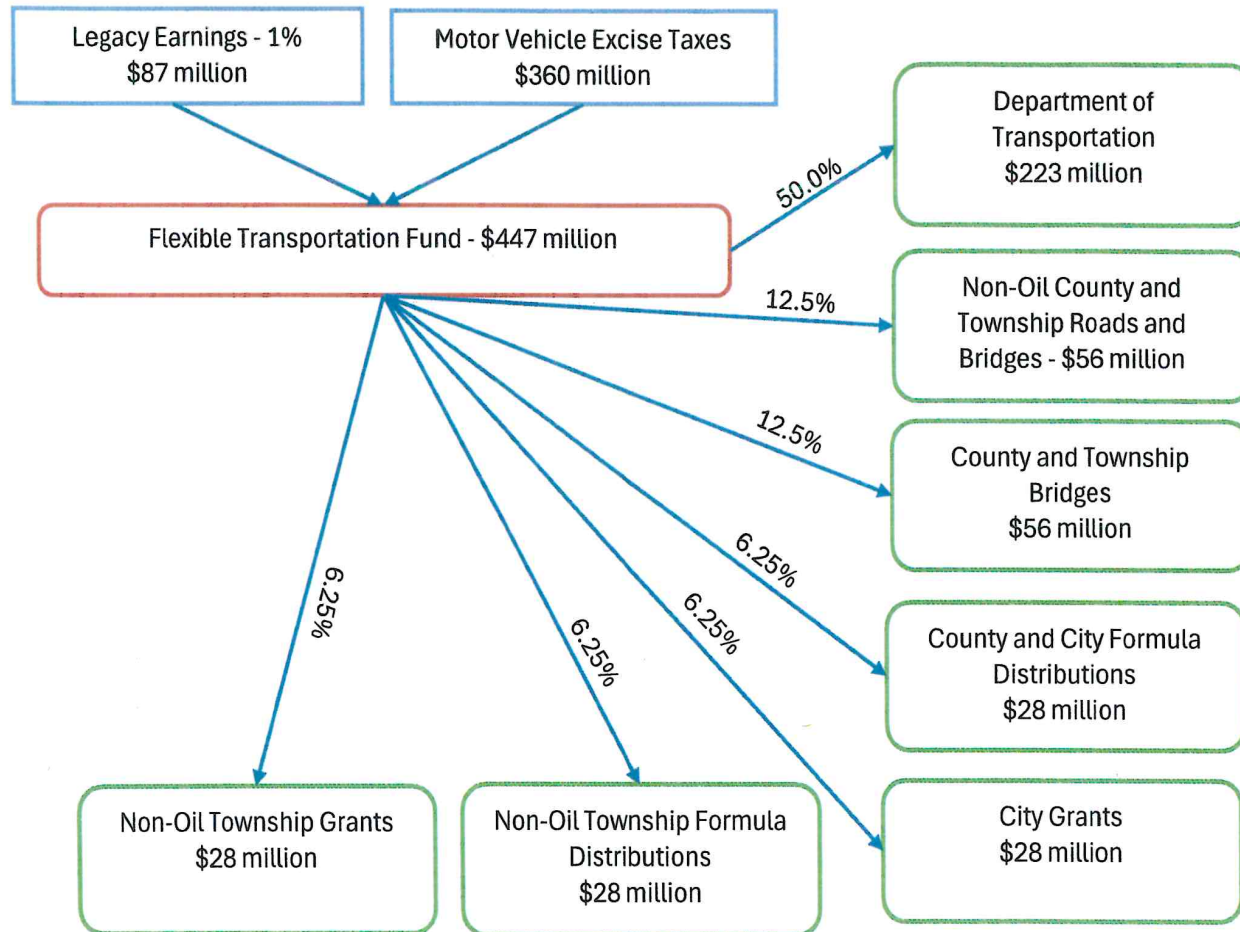 Legacy Earnings - 1%
$87 million
Motor Vehicle Excise Taxes
$360 million
Department of
Transportation
$223 million
50.0%
Flexible Transportation Fund - $447 million
12.5%
Non-Oil County and
Township Roads and
Bridges - $56 million
12.5%
County and Township
Bridges
$56 million
6.25%
County and City Formula
Distributions
$28 million
6.25%
City Grants
$28 million
6.25%
Non-Oil Township Formula
Distributions
$28 million
6.25%
Non-Oil Township Grants
$28 million